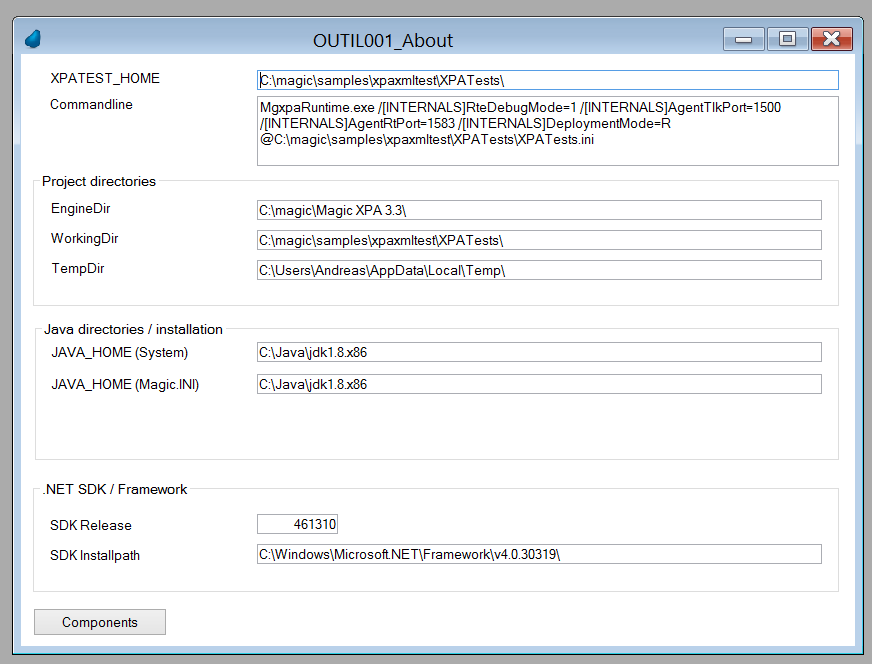 OUTIL001_About
XPATEST_HOME C:\magic\samples\xpaxmltest\XPATests\
Commandline MgxpaRuntime.exe /[INTERNALS]RteDebugMode=1 /[INTERNALS]AgentTlkPort=1500
/[INTERNALS]AgentRtPort=1583 /[INTERNALS]DeploymentMode=R
@C:\magic\samples\xpaxmltest\XPATests\XPATests.ini
Project directories
EngineDir C:\magic\Magic XPA 3.3\
WorkingDir C:\magic\samples\xpaxmltest\XPATests\
TempDir C:\Users\Andreas\AppData\Local\Temp\
Java directories / installation
JAVA_HOME (System) C:\Java\jdk1.8.x86
JAVA_HOME (Magic.INI) C:\Java\jdk1.8.x86
.NET SDK / Framework
SDK Release 461310
SDK Installpath C:\Windows\Microsoft.NET\Framework\v4.0.30319\
Components